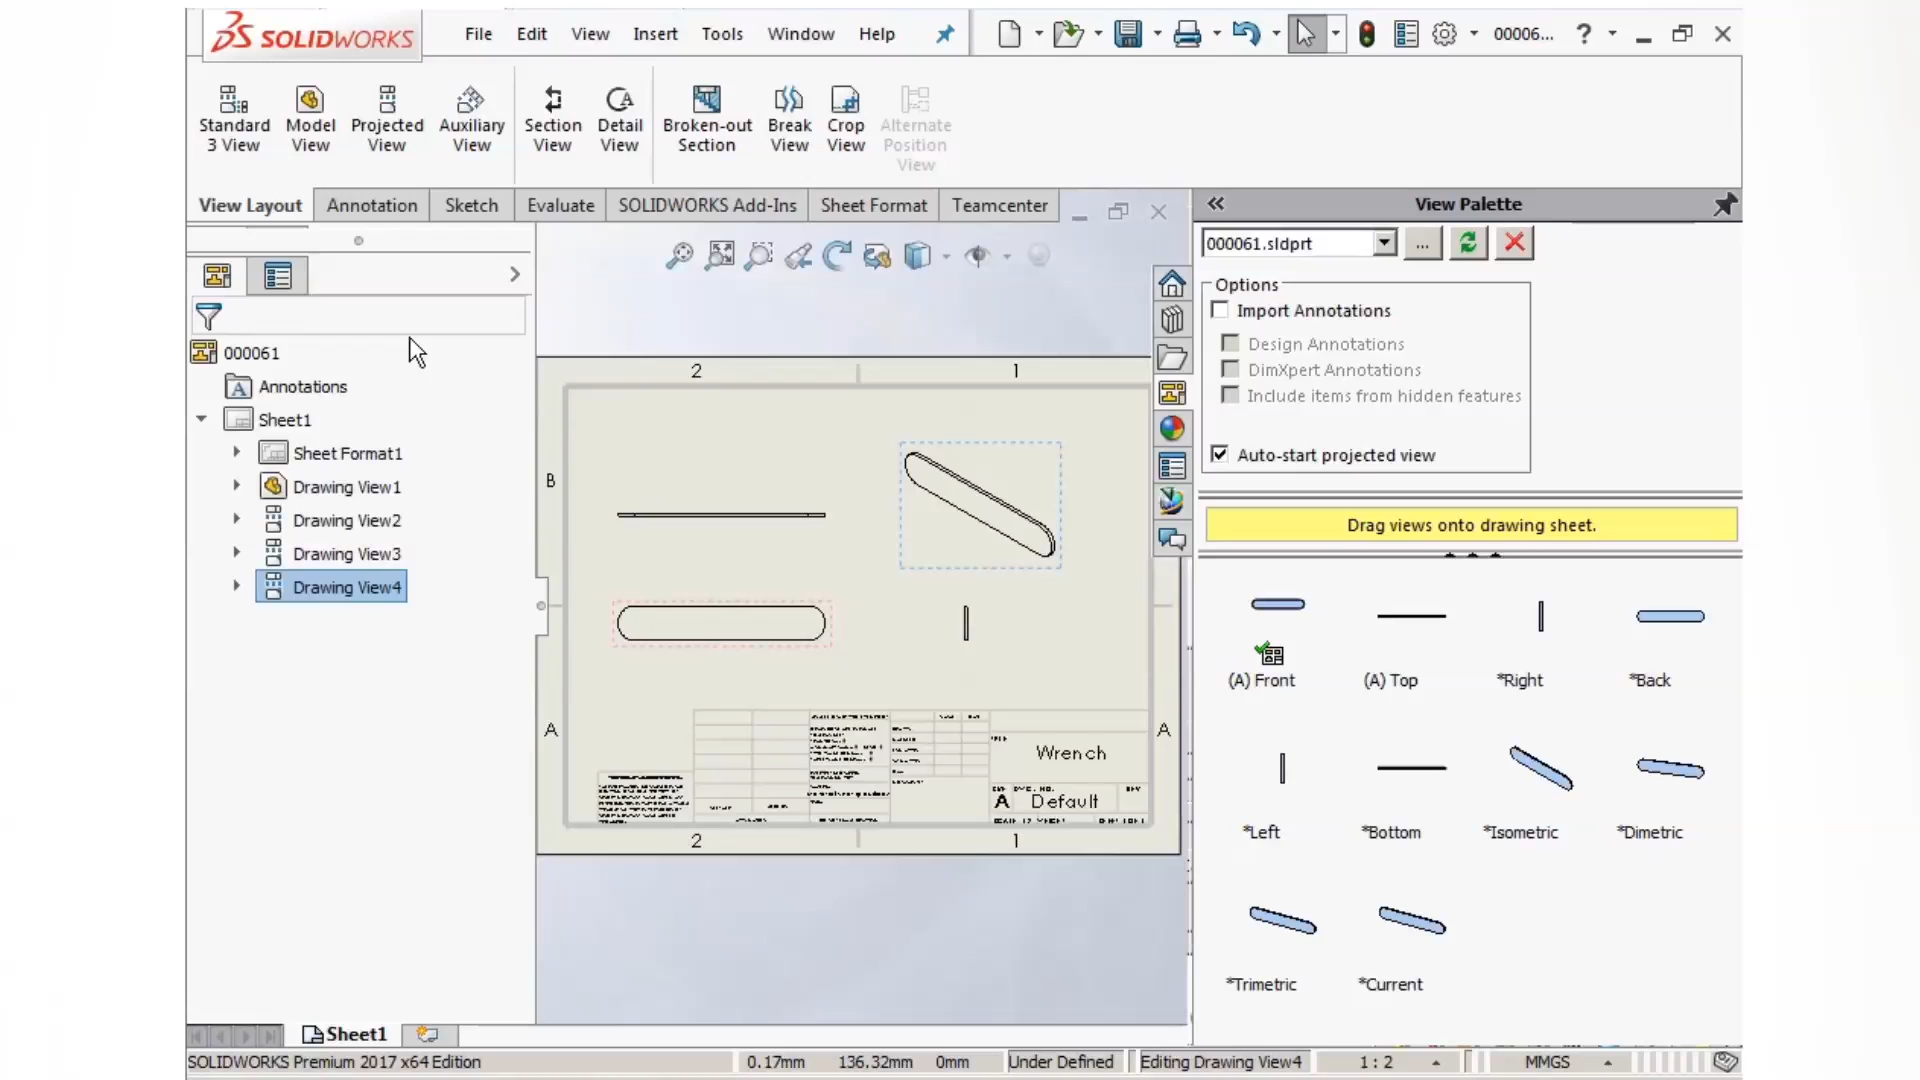 SOLIDWORKS
File Edit View Insert Tools Window Help
00006...
?
Standard 3 View
Model View
Projected View
Auxiliary View
Section View
Detail View
Broken-out Section
Break View
Crop View
Alternate Position View
View Layout
Annotation
Sketch
Evaluate
SOLIDWORKS Add-Ins
Sheet Format
Teamcenter
View Palette
000061.sldprt
...
Options
Import Annotations
Design Annotations
DimXpert Annotations
Include items from hidden features
Auto-start projected view
Drag views onto drawing sheet.
(A) Front
(A) Top
*Right
*Back
*Left
*Bottom
*Isometric
*Dimetric
*Trimetric
*Current
000061
Annotations
Sheet1
Sheet Format1
Drawing View1
Drawing View2
Drawing View3
Drawing View4
2
1
B
A
A
Wrench
A
Default
2
1
Sheet1
SOLIDWORKS Premium 2017 x64 Edition
0.17mm
136.32mm
0mm
Under Defined
Editing Drawing View4
1 : 2
MMGS